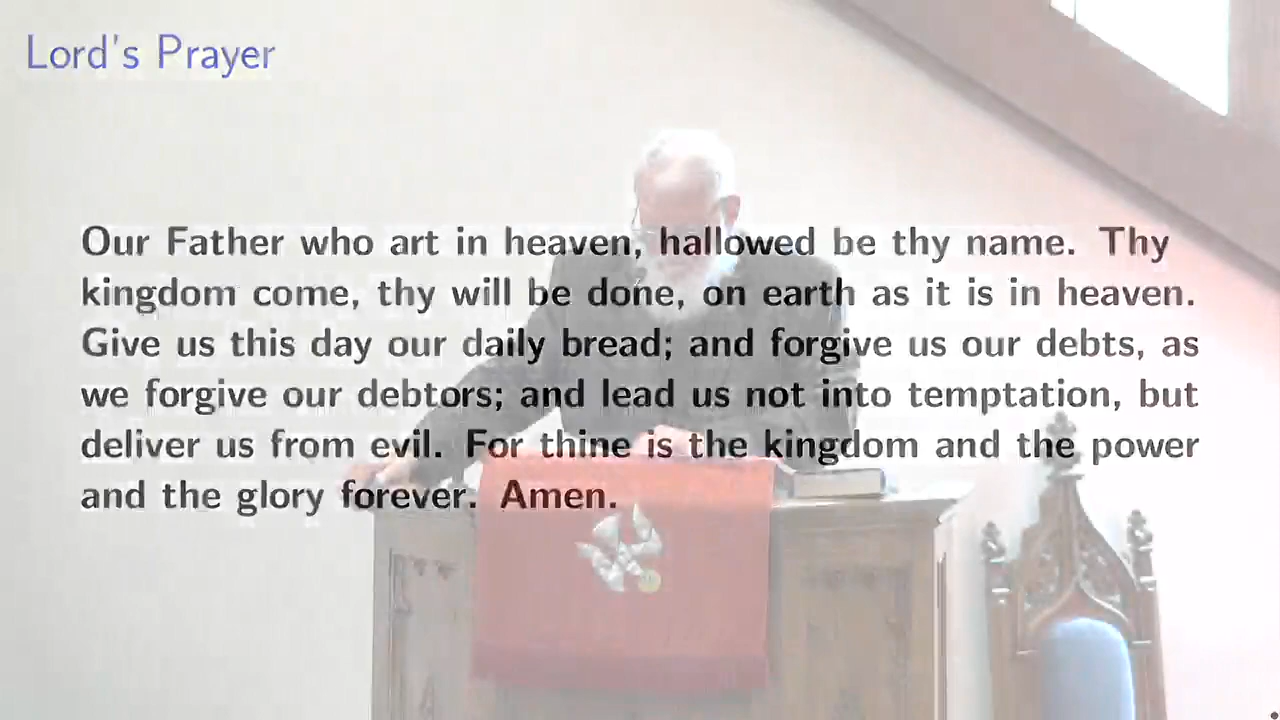 Lord's Prayer
Our Father who art in heaven, hallowed be thy name. Thy
kingdom come, thy will be done, on earth as it is in heaven.
Give us this day our daily bread; and forgive us our debts, as
we forgive our debtors; and lead us not into temptation, but
deliver us from evil. For thine is the kingdom and the power
and the glory forever. Amen.